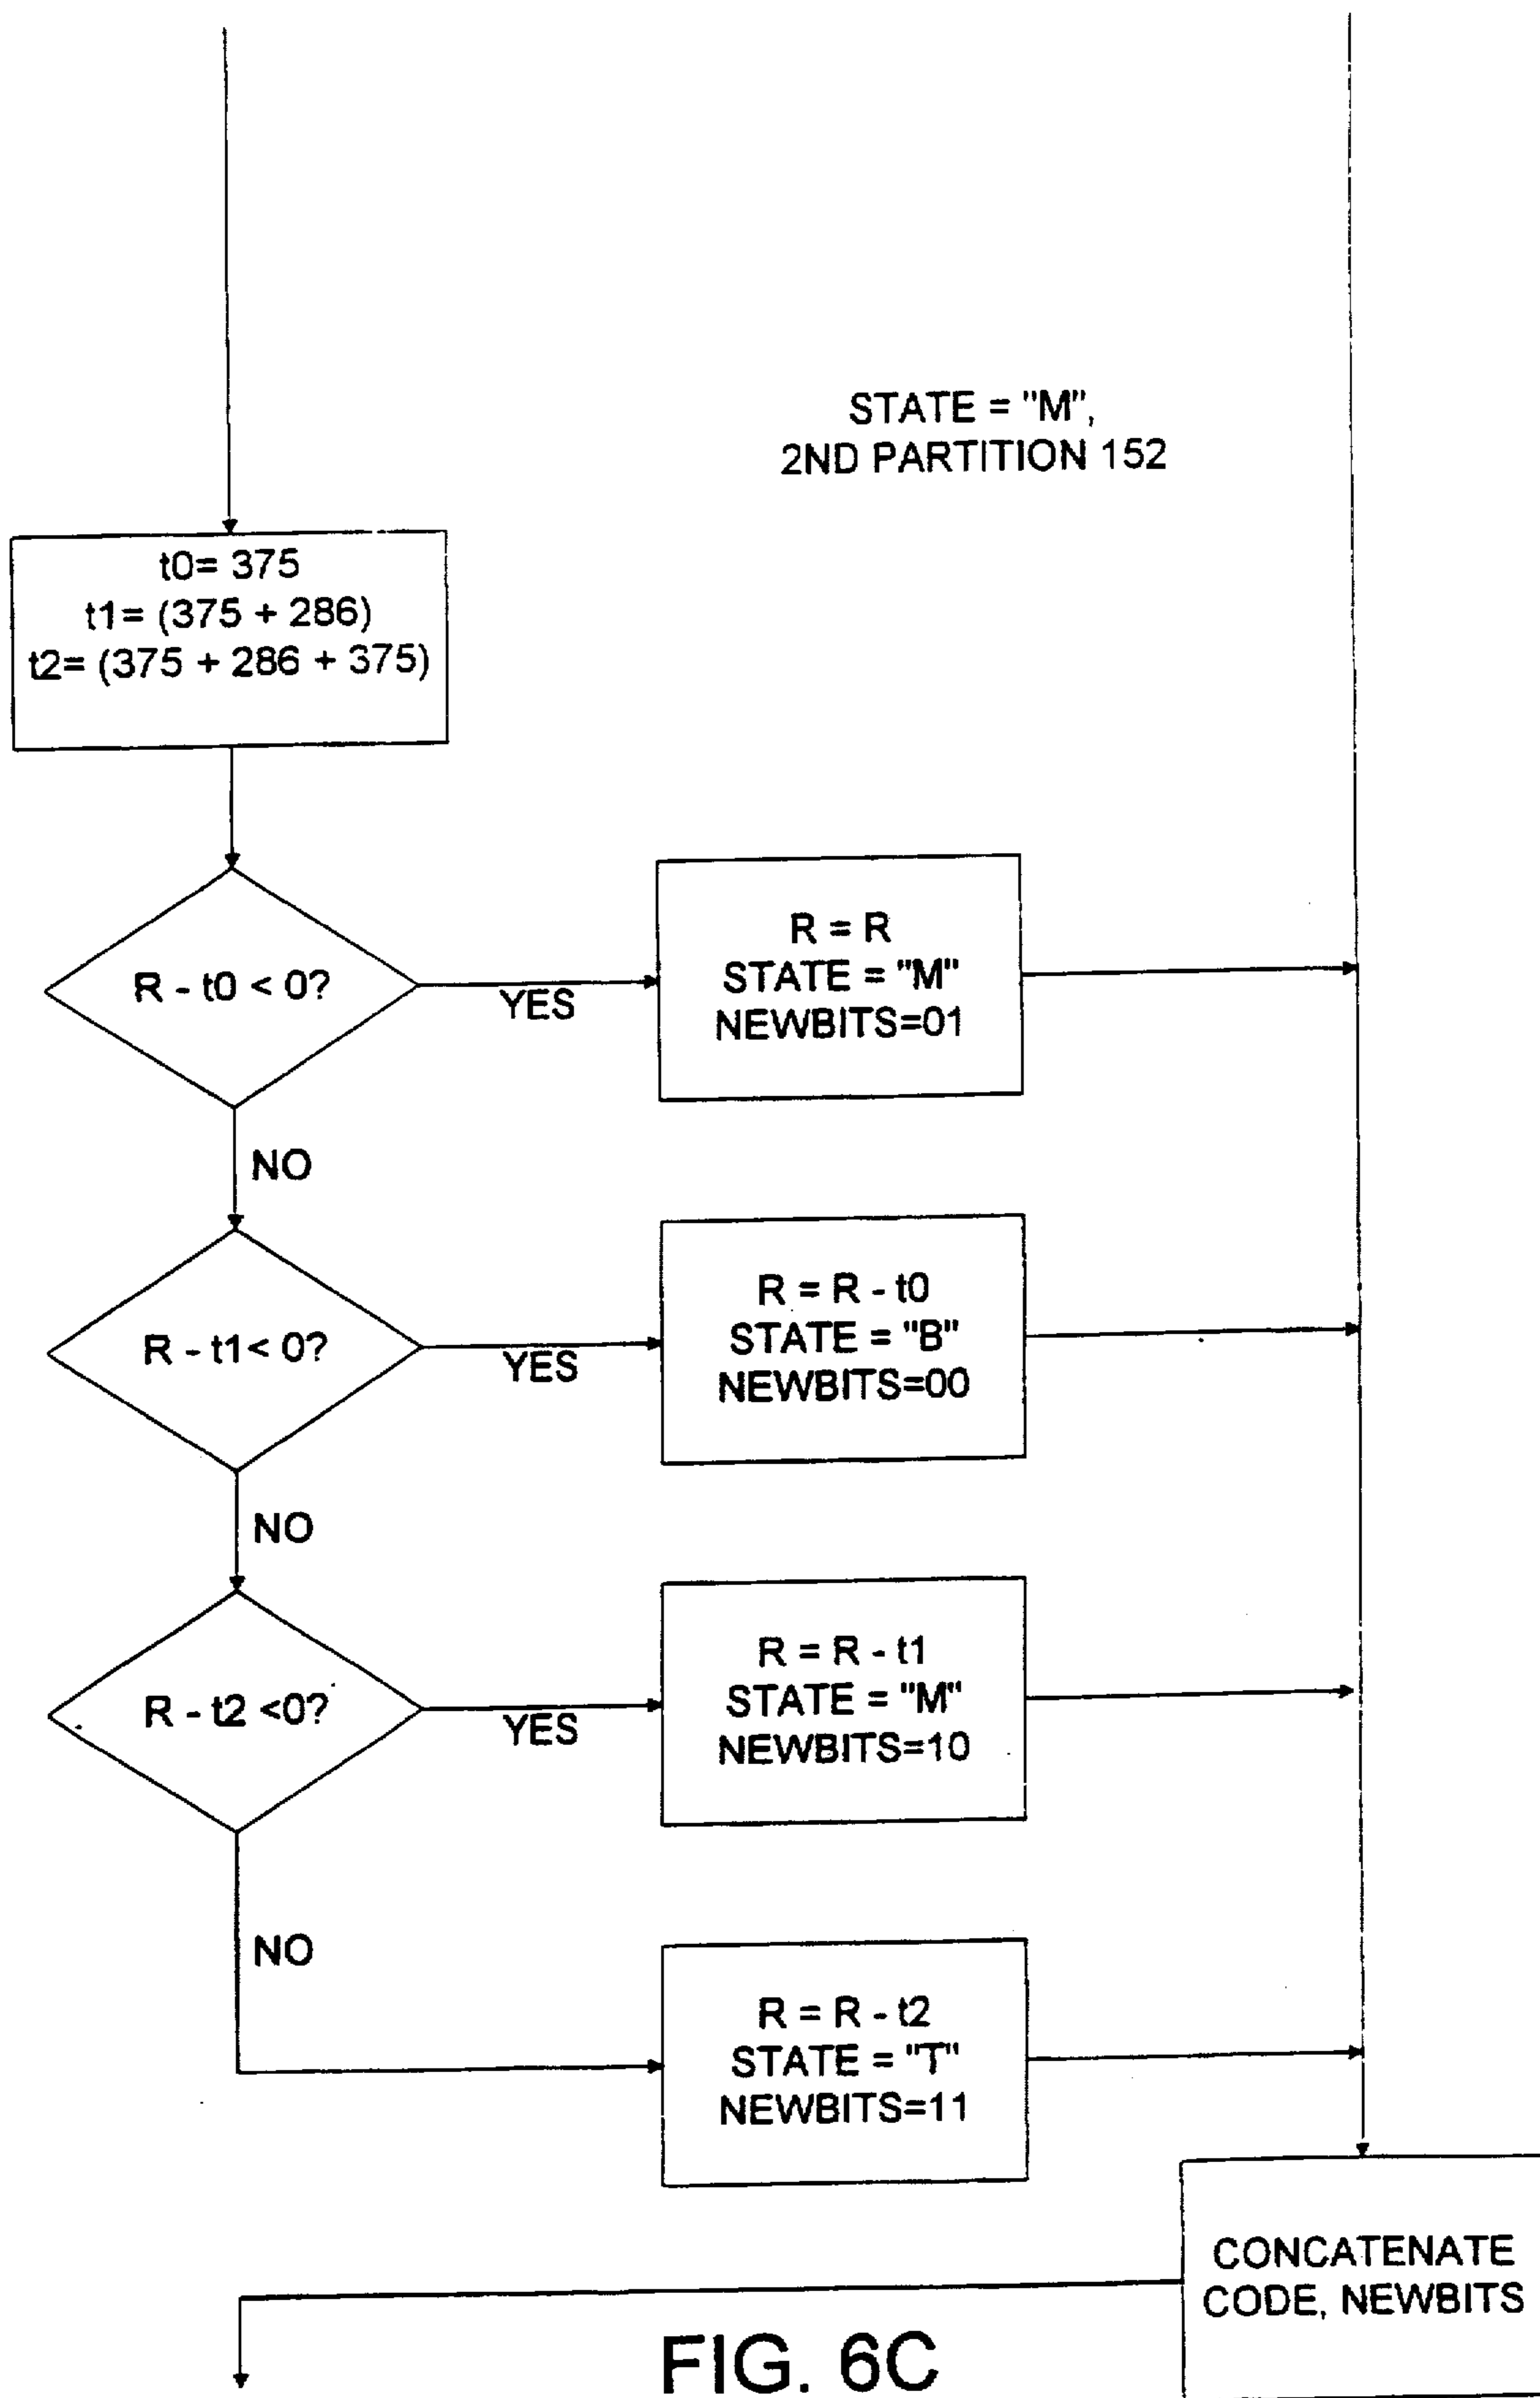 STATE = "M",
2ND PARTITION 152
t0= 375
t1= (375 + 286)
t2= (375 + 286 + 375)
R - t0 < 0?
YES
R = R
STATE = "M"
NEWBITS=01
NO
R - t1< 0?
YES
R = R - t0
STATE = "B"
NEWBITS=00
NO
R - t2 <0?
YES
R = R - t1
STATE = "M"
NEWBITS=10
NO
R = R - t2
STATE = "T"
NEWBITS=11
CONCATENATE
CODE, NEWBITS
FIG. 6C